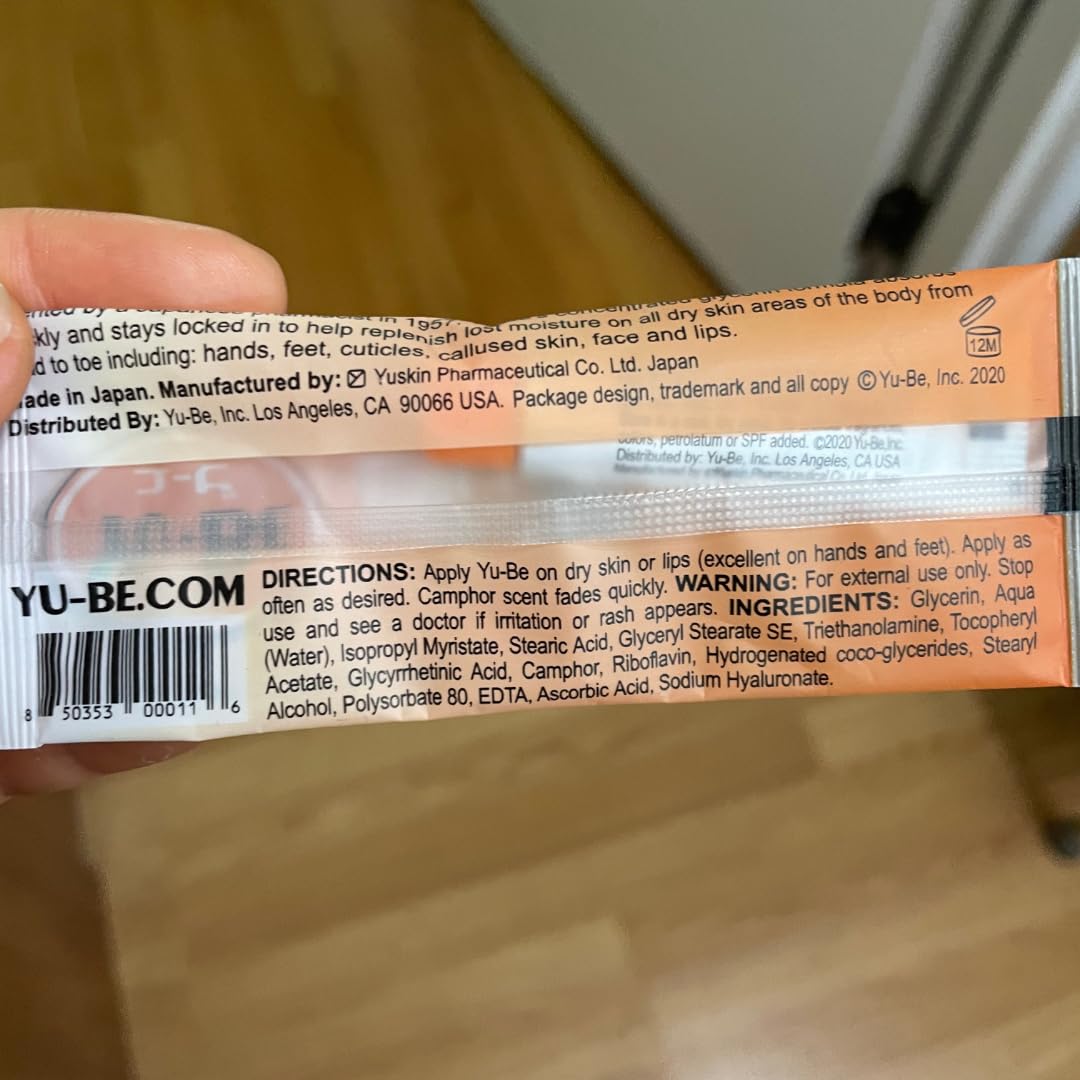 in 1957.
kly and stays locked in to help replenish lost moisture on all dry skin areas of the body from
d to toe including: hands, feet, cuticles, callused skin, face and lips.
ade in Japan. Manufactured by: Yuskin Pharmaceutical Co. Ltd. Japan
Distributed By: Yu-Be, Inc. Los Angeles, CA 90066 USA. Package design, trademark and all copy ©Yu-Be, Inc. 2020
12M
colors, petrolatum or SPF added. ©2020 Yu-Be, Inc
Distributed by: Yu-Be, Inc. Los Angeles, CA USA
YU-BE.COM
8 50353 00011 6
DIRECTIONS: Apply Yu-Be on dry skin or lips (excellent on hands and feet). Apply as
often as desired. Camphor scent fades quickly. WARNING: For external use only. Stop
use and see a doctor if irritation or rash appears. INGREDIENTS: Glycerin, Aqua
(Water), Isopropyl Myristate, Stearic Acid, Glyceryl Stearate SE, Triethanolamine, Tocopheryl
Acetate, Glycyrrhetinic Acid, Camphor, Riboflavin, Hydrogenated coco-glycerides, Stearyl
Alcohol, Polysorbate 80, EDTA, Ascorbic Acid, Sodium Hyaluronate.